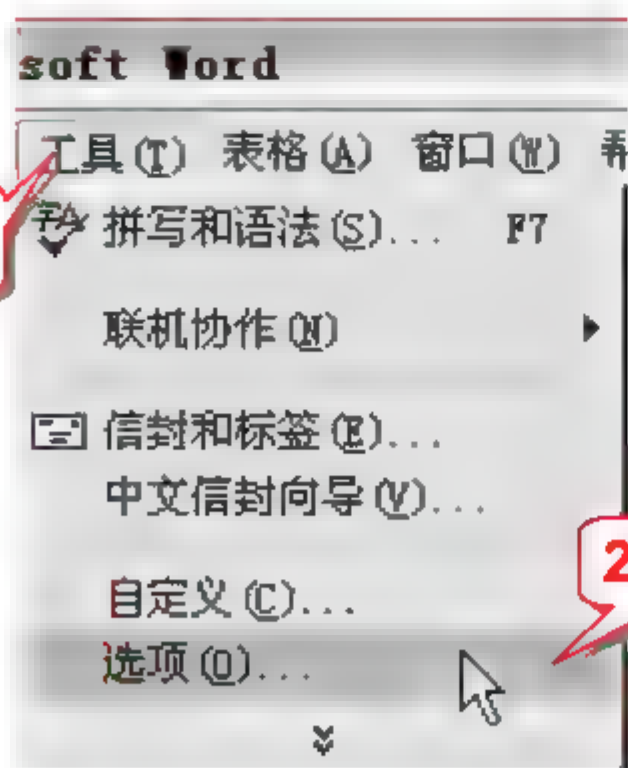 soft Word
工具(T) 表格(A) 窗口(W)
拼写和语法(S)... F7
联机协作(N)
信封和标签(E)...
中文信封向导(V)...
自定义(C)...
2
选项(O)...